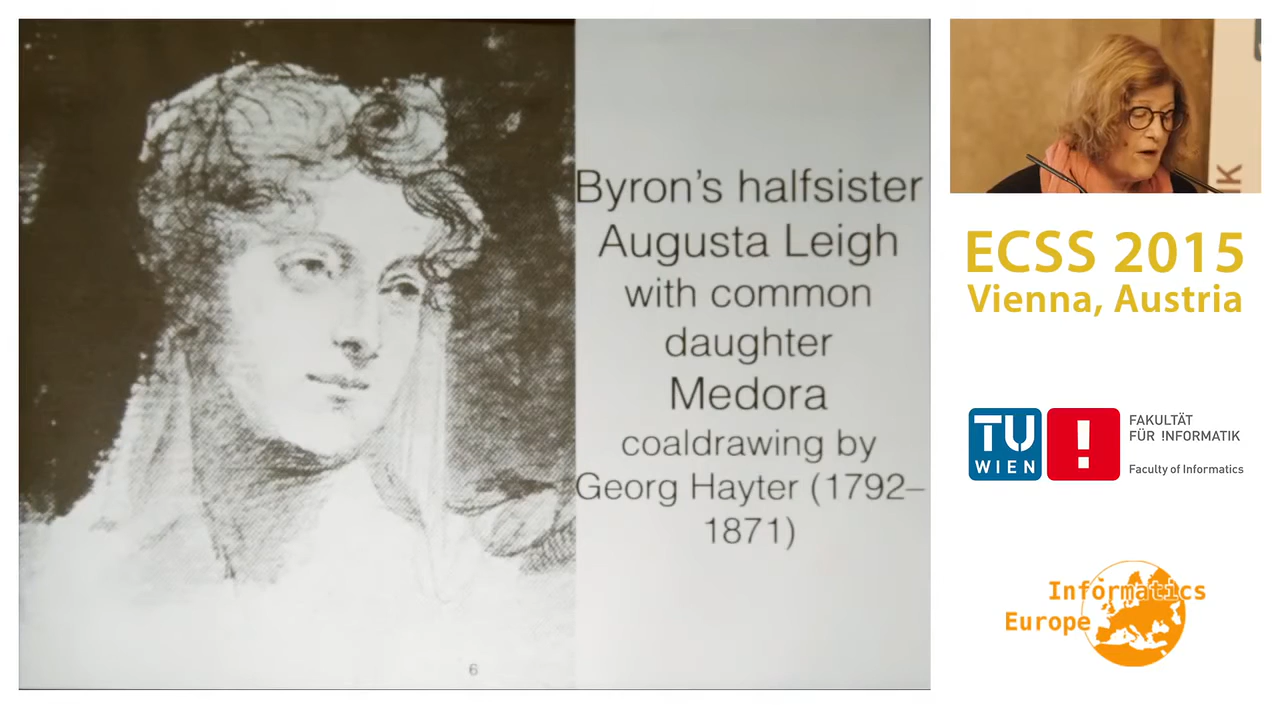 Byron's halfsister
Augusta Leigh
with common
daughter
Medora
coaldrawing by
Georg Hayter (1792–
1871)
6
IK
ECSS 2015
Vienna, Austria
TU
WIEN
!
FAKULTÄT
FÜR !NFORMATIK
Faculty of Informatics
Informatics
Europe